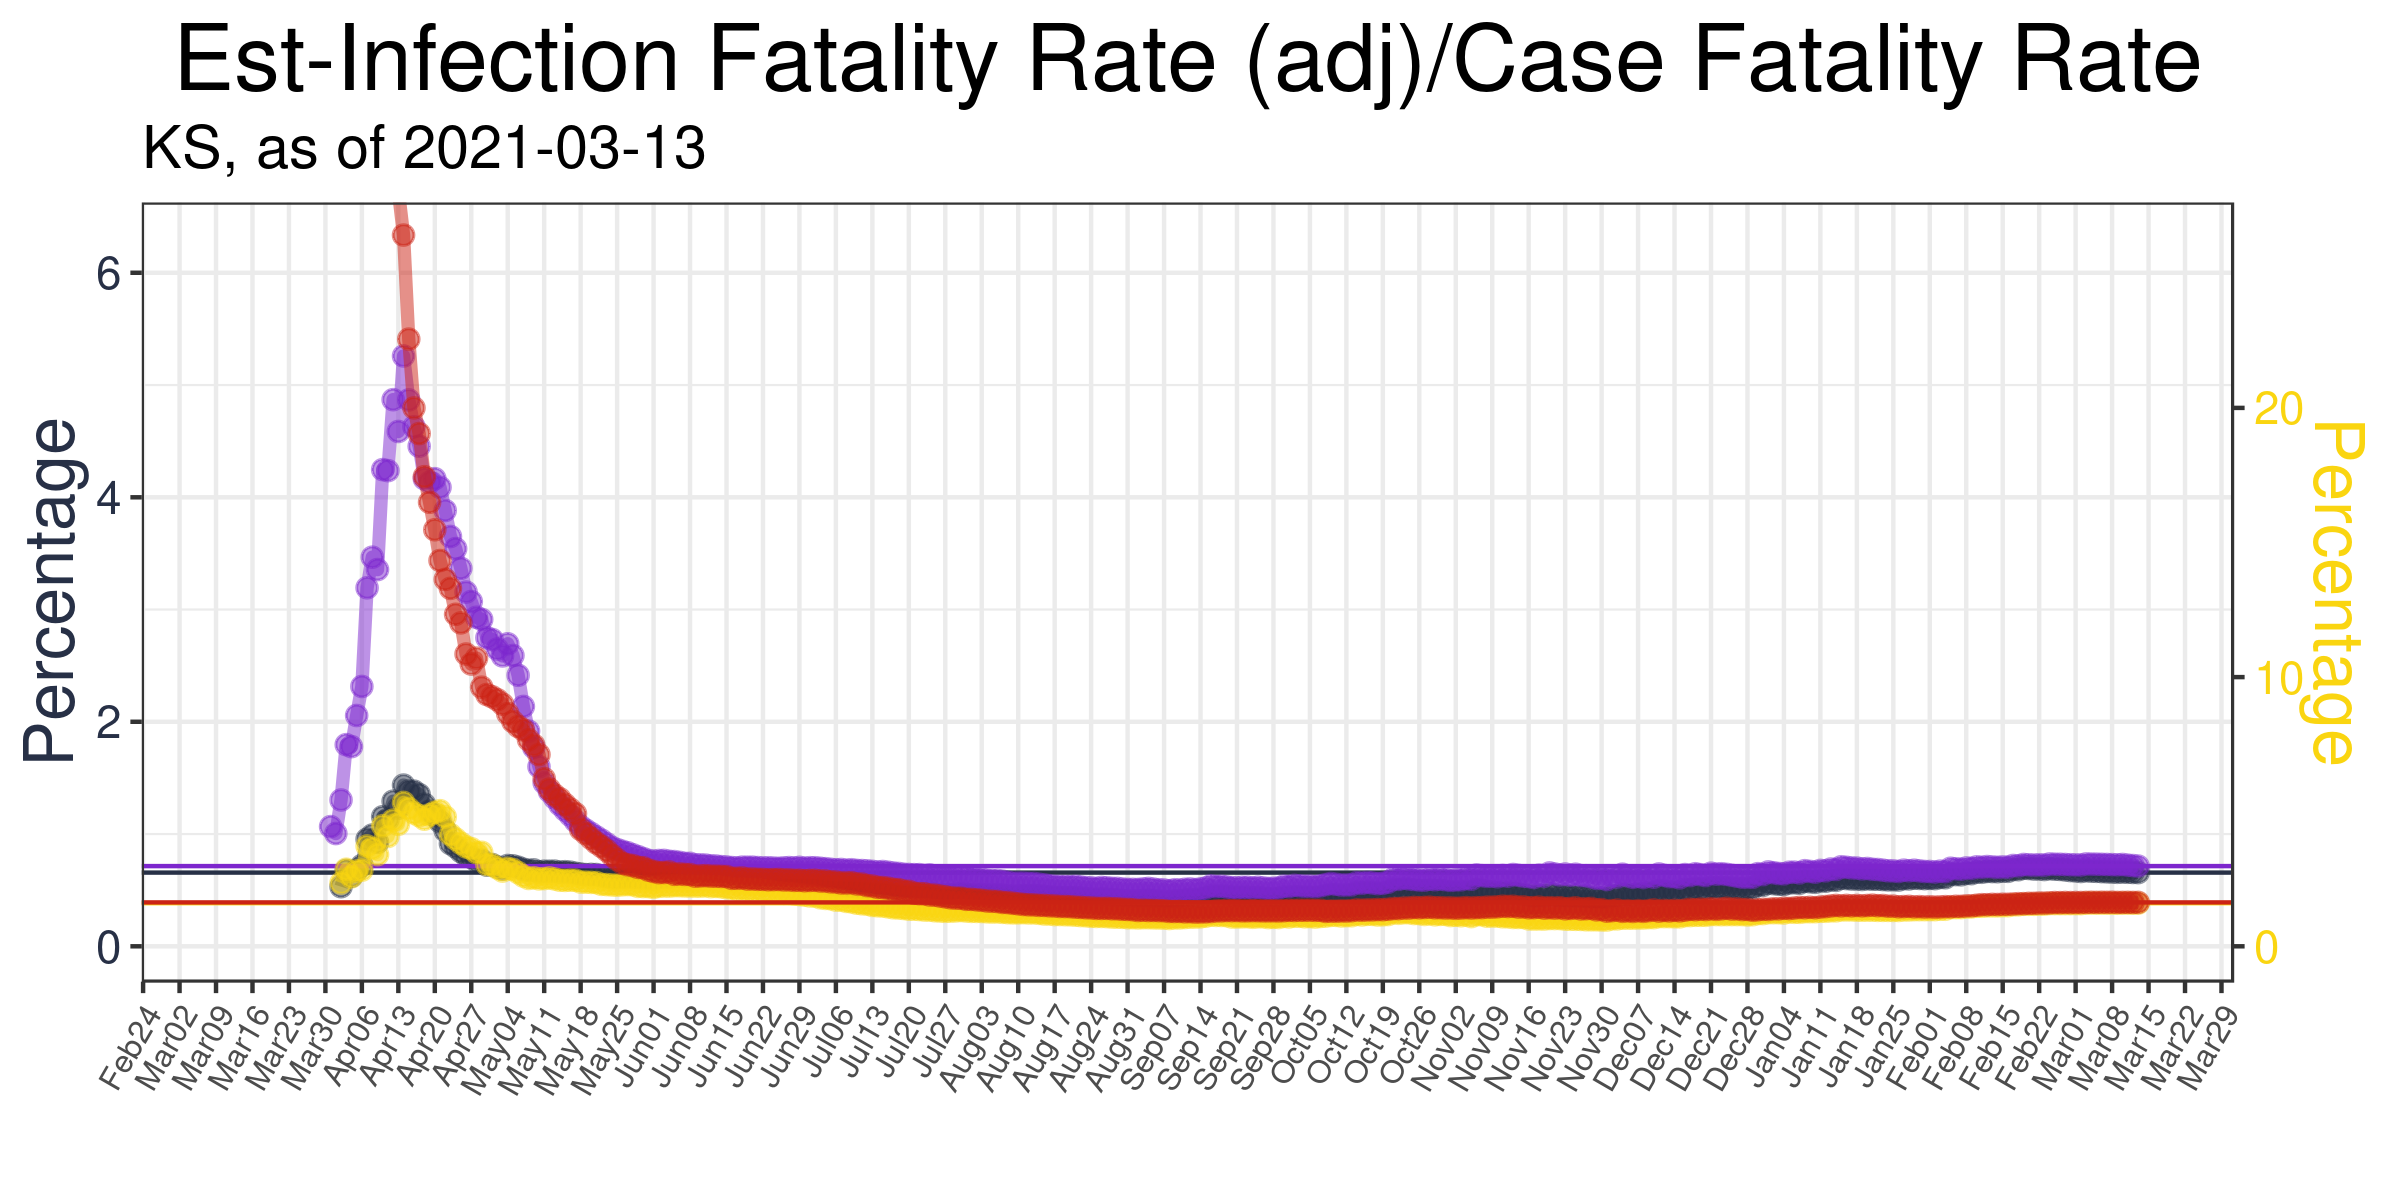 Est-Infection Fatality Rate (adj)/Case Fatality Rate
KS, as of 2021-03-13
Percentage
6
4
2
0
20
10
0
Percentage
Feb24
Mar02
Mar09
Mar16
Mar23
Mar30
Apr06
Apr13
Apr20
Apr27
May04
May11
May18
May25
Jun01
Jun08
Jun15
Jun22
Jun29
Jul06
Jul13
Jul20
Jul27
Aug03
Aug10
Aug17
Aug24
Aug31
Sep07
Sep14
Sep21
Sep28
Oct05
Oct12
Oct19
Oct26
Nov02
Nov09
Nov16
Nov23
Nov30
Dec07
Dec14
Dec21
Dec28
Jan04
Jan11
Jan18
Jan25
Feb01
Feb08
Feb15
Feb22
Mar01
Mar08
Mar15
Mar22
Mar29